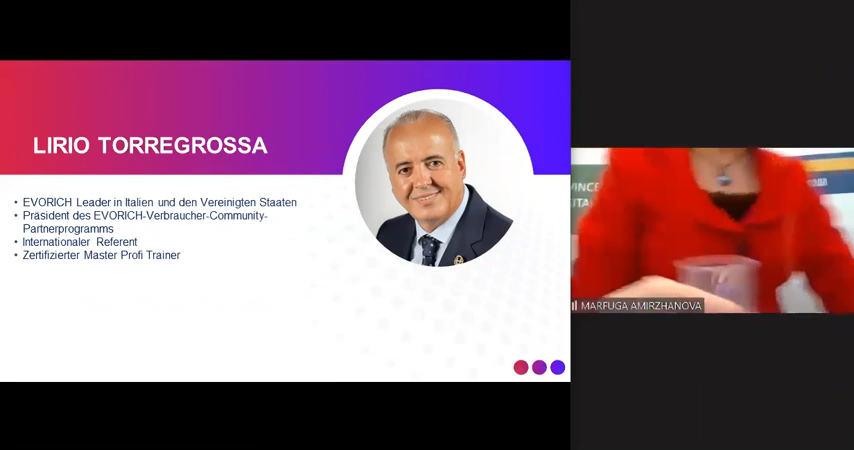 LIRIO TORREGROSSA
• EVORICH Leader in Italien und den Vereinigten Staaten
• Präsident des EVORICH-Verbraucher-Community-
Partnerprogramms
• Internationaler Referent
• Zertifizierter Master Profi Trainer
MARFUGA AMIRZHANOVA